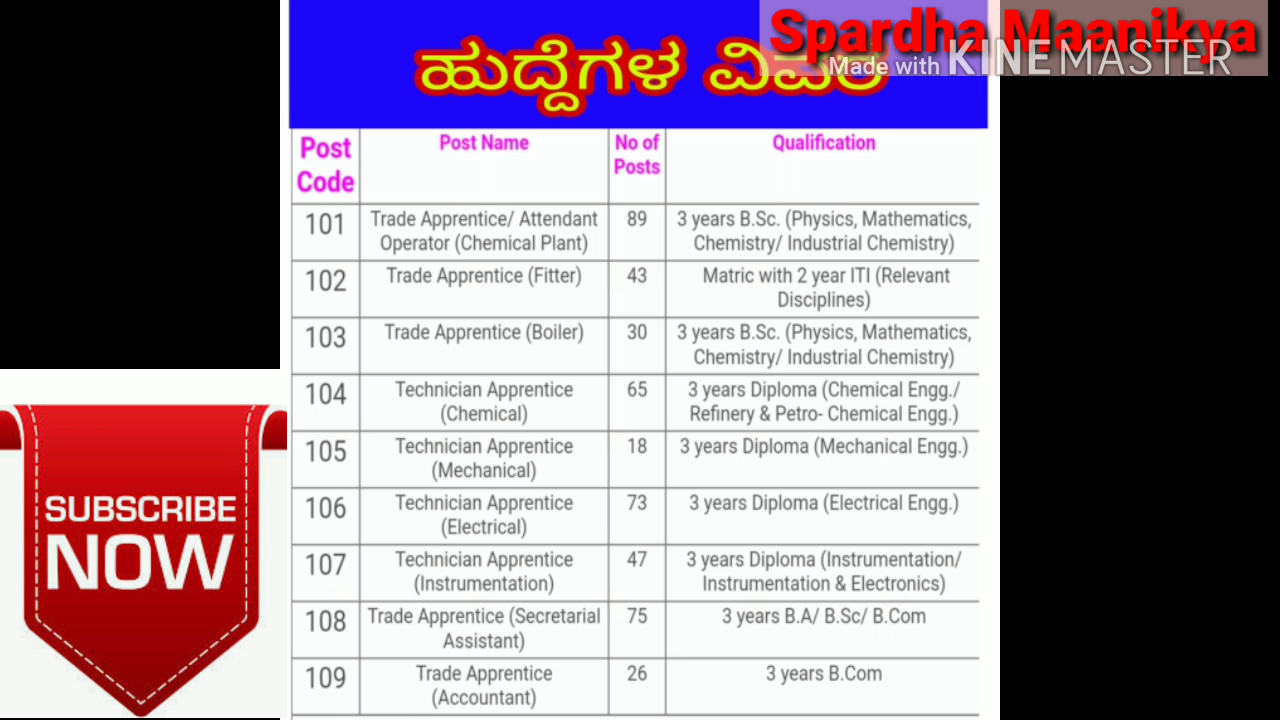 Spardha Maanikya
Made with KINEMASTER
ಹುದ್ದೆಗಳ ವಿವರ
Post Code Post Name No of Posts Qualification
101 Trade Apprentice/ Attendant Operator (Chemical Plant) 89 3 years B.Sc. (Physics, Mathematics, Chemistry/ Industrial Chemistry)
102 Trade Apprentice (Fitter) 43 Matric with 2 year ITI (Relevant Disciplines)
103 Trade Apprentice (Boiler) 30 3 years B.Sc. (Physics, Mathematics, Chemistry/ Industrial Chemistry)
104 Technician Apprentice (Chemical) 65 3 years Diploma (Chemical Engg./ Refinery & Petro- Chemical Engg.)
105 Technician Apprentice (Mechanical) 18 3 years Diploma (Mechanical Engg.)
106 Technician Apprentice (Electrical) 73 3 years Diploma (Electrical Engg.)
107 Technician Apprentice (Instrumentation) 47 3 years Diploma (Instrumentation/ Instrumentation & Electronics)
108 Trade Apprentice (Secretarial Assistant) 75 3 years B.A/ B.Sc/ B.Com
109 Trade Apprentice (Accountant) 26 3 years B.Com
SUBSCRIBE
NOW